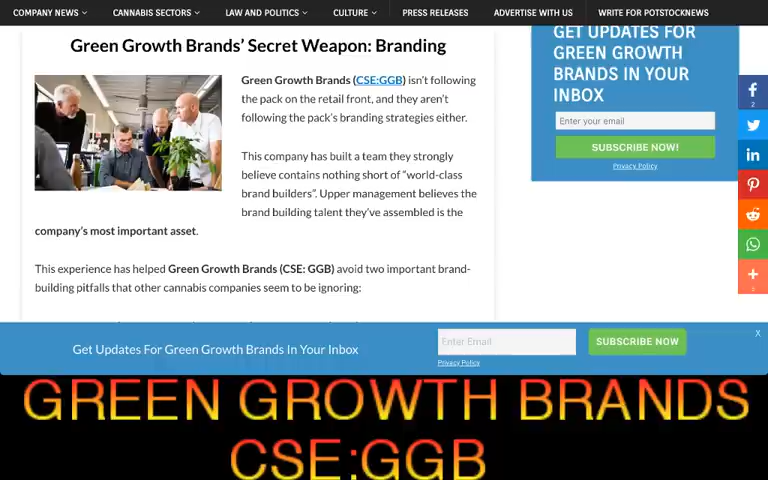 COMPANY NEWS CANNABIS SECTORS LAW AND POLITICS CULTURE PRESS RELEASES ADVERTISE WITH US WRITE FOR POTSTOCKNEWS
Green Growth Brands' Secret Weapon: Branding
Green Growth Brands (CSE:GGB) isn't following
the pack on the retail front, and they aren't
following the pack's branding strategies either.
This company has built a team they strongly
believe contains nothing short of "world-class
brand builders". Upper management believes the
brand building talent they've assembled is the
company's most important asset.
This experience has helped Green Growth Brands (CSE: GGB) avoid two important brand-
building pitfalls that other cannabis companies seem to be ignoring:
GET UPDATES FOR
GREEN GROWTH
BRANDS IN YOUR
INBOX
Enter your email
SUBSCRIBE NOW!
Privacy Policy
2
Get Updates For Green Growth Brands In Your Inbox
Enter Email
SUBSCRIBE NOW
X
Privacy Policy
GREEN GROWTH BRANDS
CSE:GGB